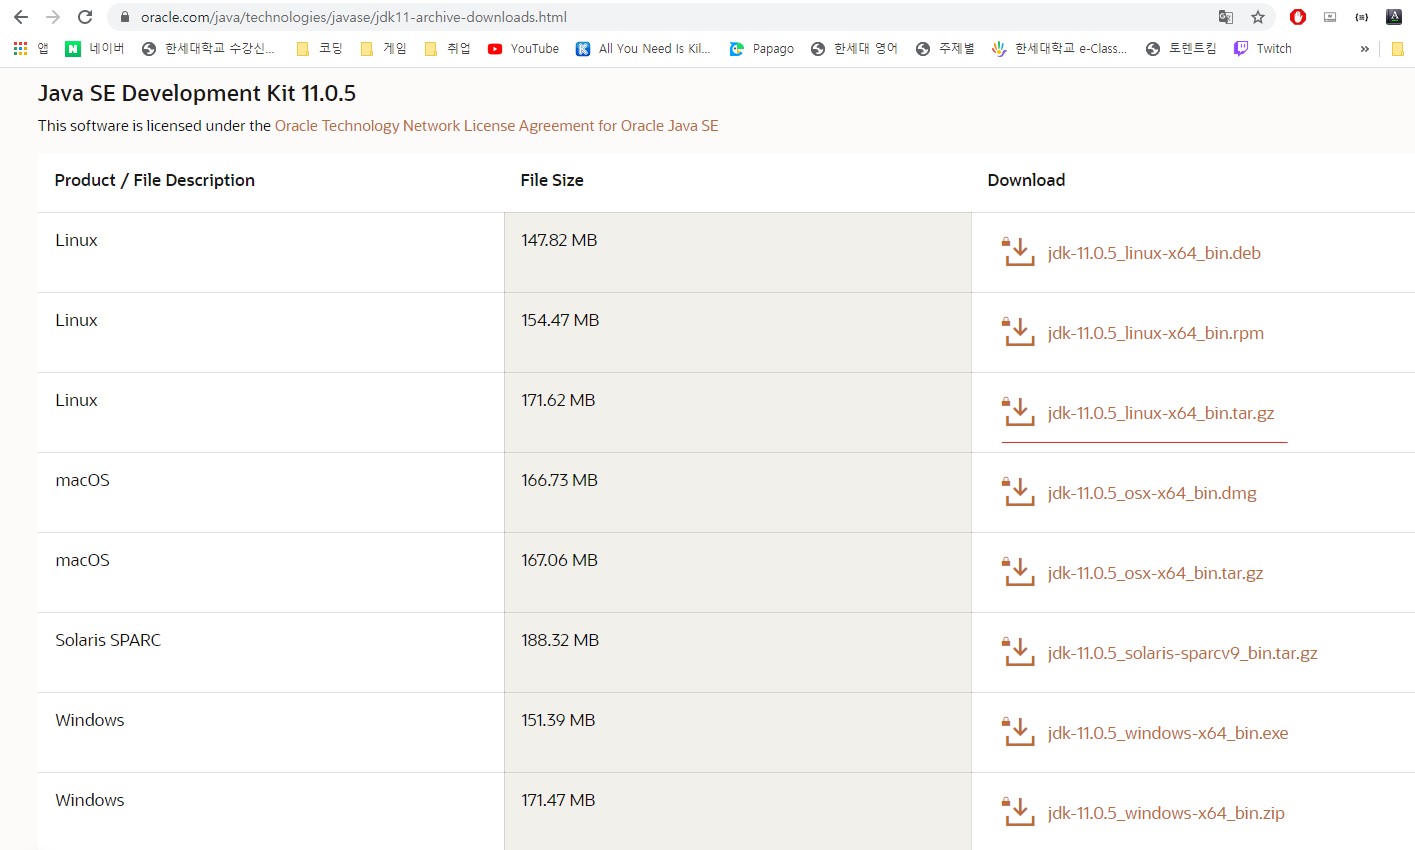 oracle.com/java/technologies/javase/jdk11-archive-downloads.html
앱 네이버 한세대학교 수강신... 코딩 게임 취업 YouTube All You Need Is Kil... Papago 한세대 영어 주제별 한세대학교 e-Class... 토렌트킴 Twitch »
Java SE Development Kit 11.0.5
This software is licensed under the Oracle Technology Network License Agreement for Oracle Java SE
Product / File Description File Size Download
Linux 147.82 MB jdk-11.0.5_linux-x64_bin.deb
Linux 154.47 MB jdk-11.0.5_linux-x64_bin.rpm
Linux 171.62 MB jdk-11.0.5_linux-x64_bin.tar.gz
macOS 166.73 MB jdk-11.0.5_osx-x64_bin.dmg
macOS 167.06 MB jdk-11.0.5_osx-x64_bin.tar.gz
Solaris SPARC 188.32 MB jdk-11.0.5_solaris-sparcv9_bin.tar.gz
Windows 151.39 MB jdk-11.0.5_windows-x64_bin.exe
Windows 171.47 MB jdk-11.0.5_windows-x64_bin.zip